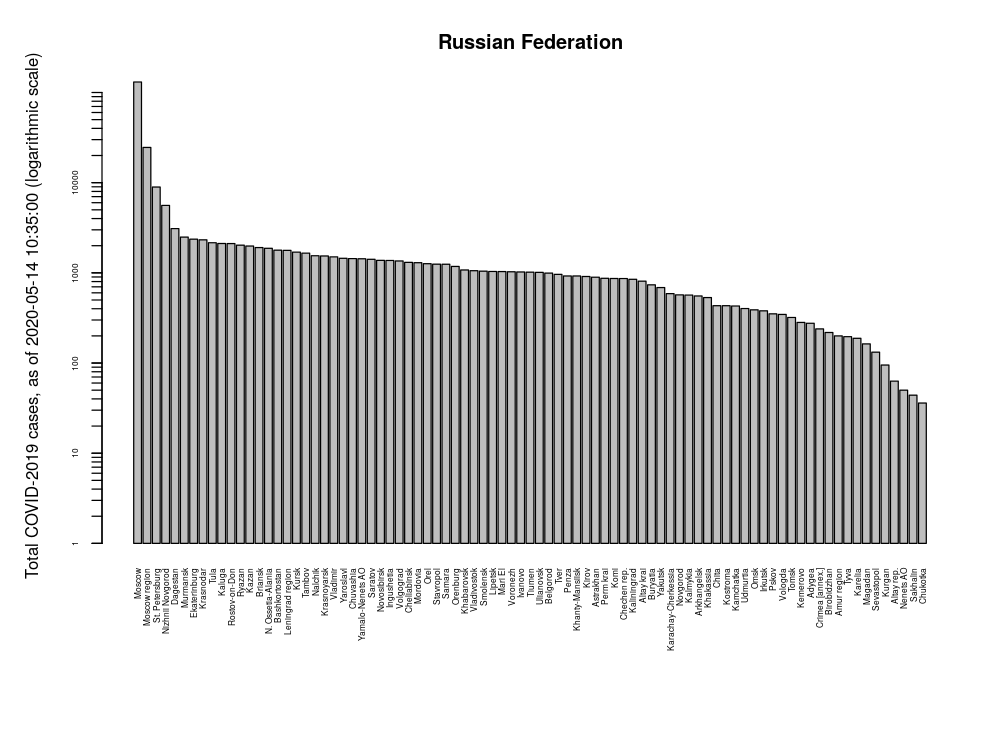 Russian Federation
Total COVID-2019 cases, as of 2020-05-14 10:35:00 (logarithmic scale)
10000
1000
100
10
1
Moscow
Moscow region
St. Petersburg
Nizhnii Novgorod
Dagestan
Murmansk
Ekaterinburg
Krasnodar
Tula
Kaluga
Rostov-on-Don
Ryazan
Kazan
Briansk
N. Ossetia-Alania
Bashkortostan
Leningrad region
Kursk
Tambov
Nalchik
Krasnoyarsk
Vladimir
Yaroslavl
Chuvashia
Yamalo-Nenets AO
Saratov
Novosibirsk
Ingushetia
Volgograd
Cheliabinsk
Mordovia
Orel
Stavropol
Samara
Orenburg
Khabarovsk
Vladivostok
Smolensk
Lipetsk
Mari El
Voronezh
Ivanovo
Tiumen
Ulianovsk
Belgorod
Tver
Penza
Khanty-Mansiisk
Kirov
Astrakhan
Perm krai
Komi
Chechen rep.
Kaliningrad
Altay krai
Buryatia
Yakutsk
Karachay-Cherkessia
Novgorod
Kalmykia
Arkhangelsk
Khakassia
Chita
Kostroma
Kamchatka
Udmurtia
Omsk
Irkutsk
Pskov
Vologda
Tomsk
Kemerovo
Adygea
Crimea [annex.]
Birobidzhan
Amur region
Tyva
Karelia
Magadan
Sevastopol
Kurgan
Altay rep.
Nenets AO
Sakhalin
Chukotka